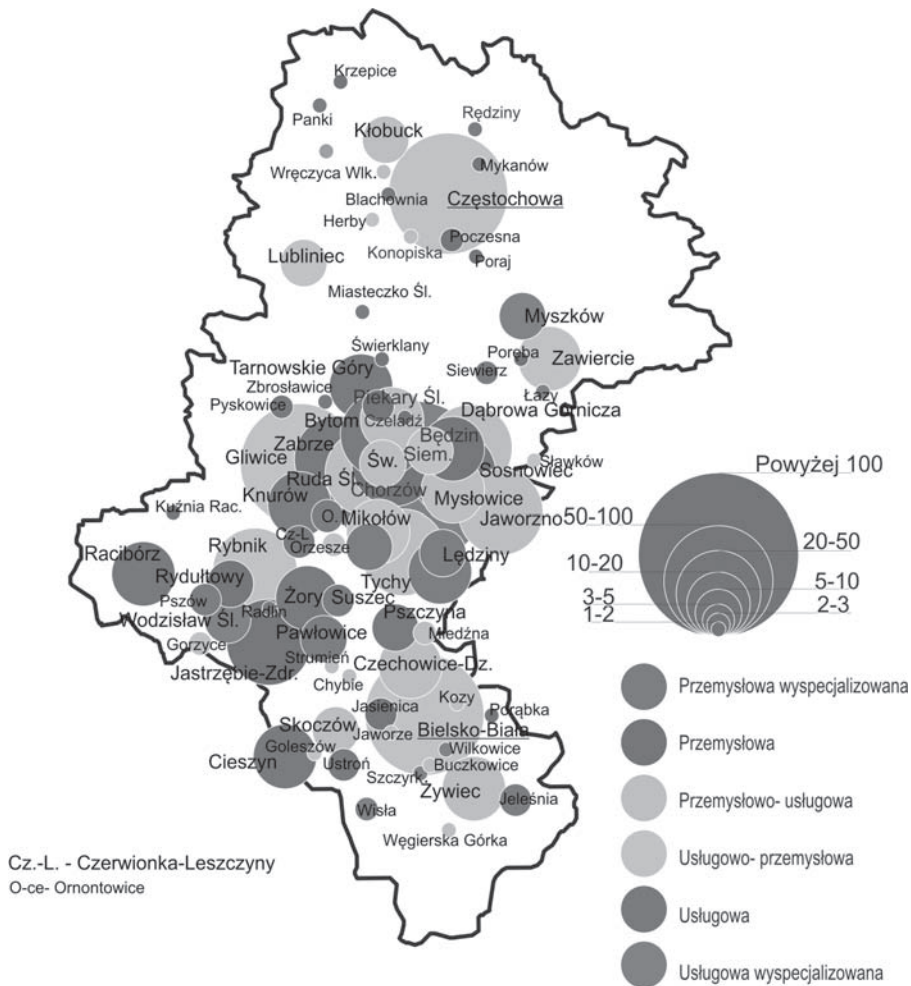 Krzepice
Panki
Rędziny
Kłobuck
Mykanów
Wręczyca Wlk.
Częstochowa
Blachownia
Herby
Poczesna
Konopiska
Lubliniec
Poraj
Miasteczko Śl.
Myszków
Świerklany
Poręba
Zawiercie
Tarnowskie Góry
Siewierz
Zbrosławice
Łazy
Piekary Śl.
Pyskowice
Dąbrowa Górnicza
Bytom
Czeladź
Będzin
Zabrze
Siem.
Gliwice
Św.
Sławków
Sosnowiec
Ruda Śl.
Powyżej 100
Chorzów
Knurów
Mysłowice
Kuźnia Rac.
O.
Mikołów
Jaworzno
50-100
Cz-L
Orzesze
20-50
Rybnik
Lędziny
Racibórz
10-20
Rydułtowy
Tychy
5-10
Pszów
Żory
Suszec
3-5
2-3
Radlin
Pszczyna
1-2
Wodzisław Śl.
Pawłowice
Miedźna
Gorzyce
Strumień
Czechowice-Dz.
Jastrzębie-Zdr.
Chybie
Przemysłowa wyspecjalizowana
Kozy
Jasienica
Porąbka
Skoczów
Jaworze
Bielsko-Biała
Przemysłowa
Goleszów
Wilkowice
Cieszyn
Ustroń
Buczkowice
Szczyrk
Żywiec
Jeleśnia
Przemysłowo- usługowa
Wisła
Węgierska Górka
Usługowo- przemysłowa
Cz.-L. - Czerwionka-Leszczyny
O-ce- Ornontowice
Usługowa
Usługowa wyspecjalizowana